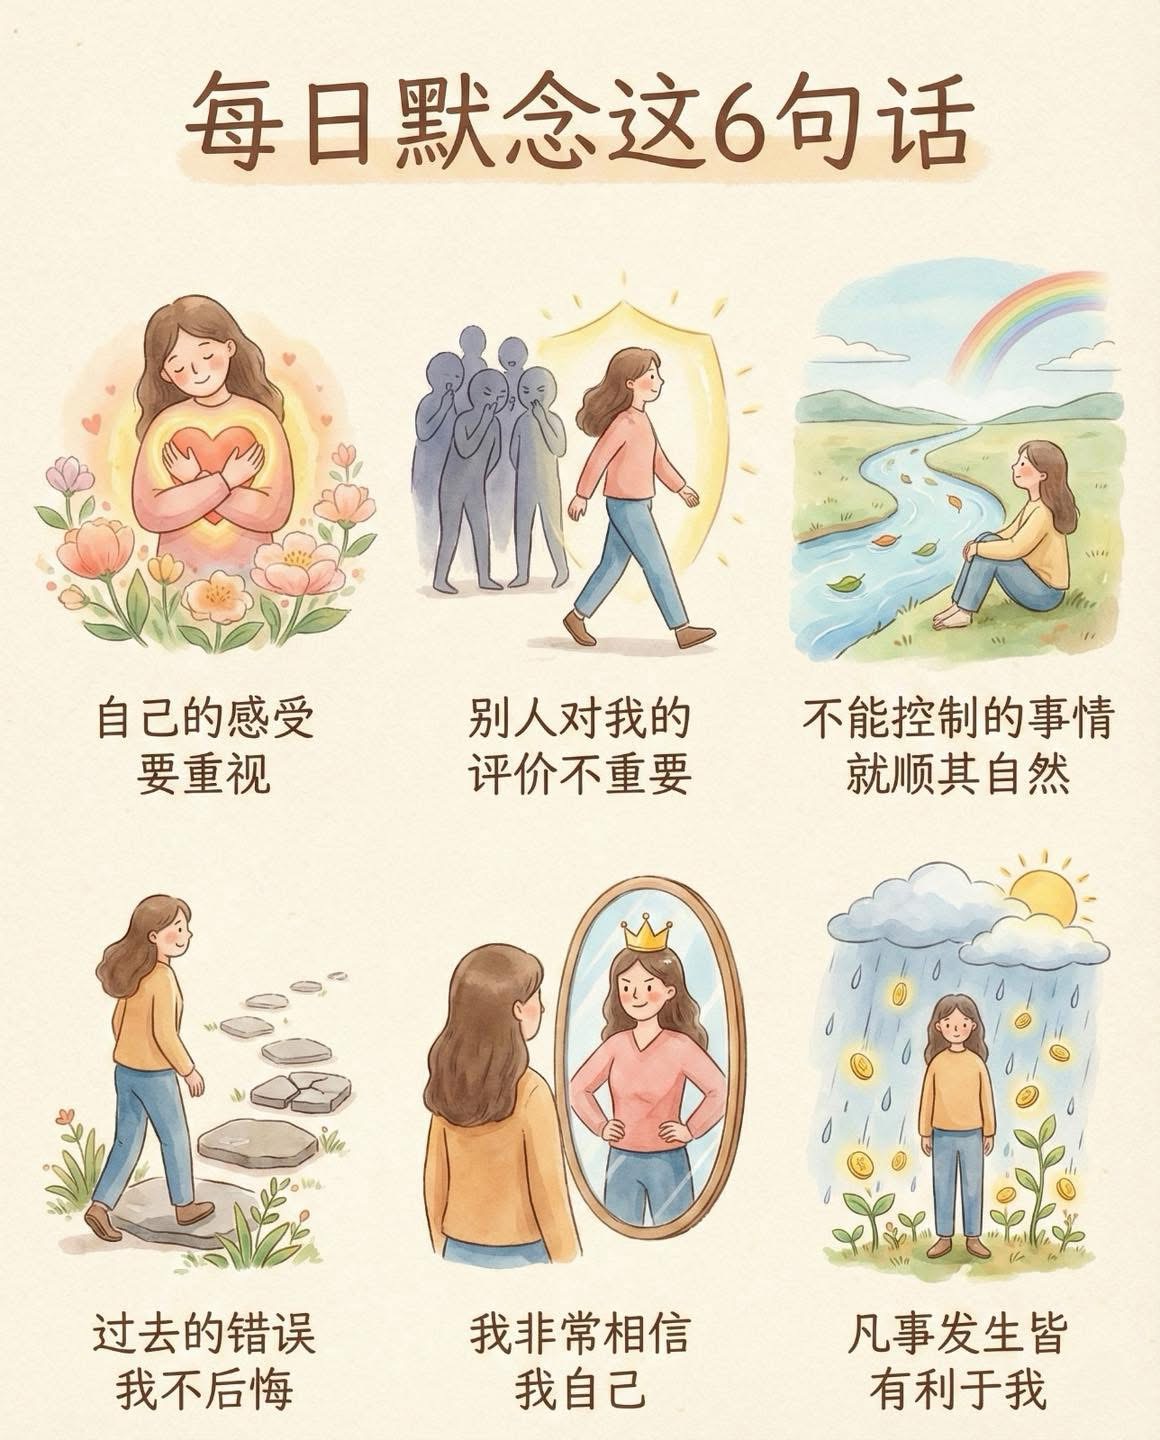 每日默念这6句话
自己的感受
要重视
别人对我的
评价不重要
不能控制的事情
就顺其自然
过去的错误
我不后悔
我非常相信
我自己
凡事发生皆
有利于我